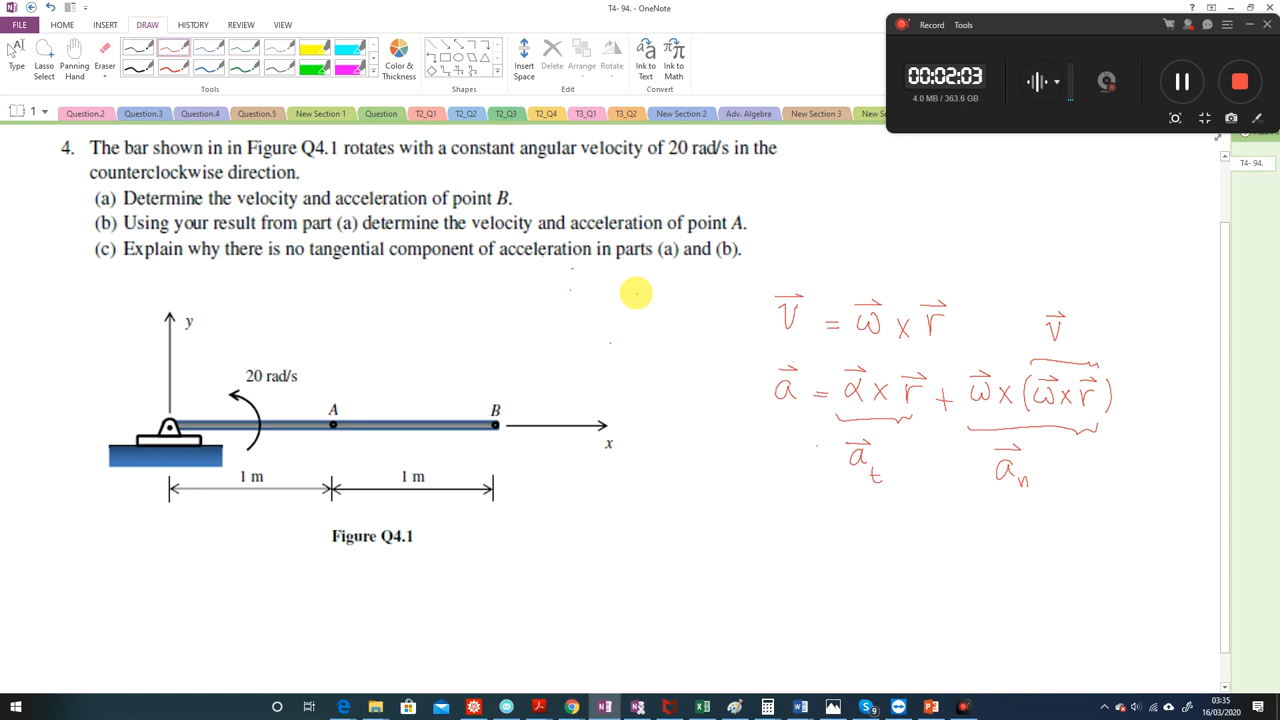 T4- 94. - OneNote
FILE HOME INSERT DRAW HISTORY REVIEW VIEW
Record Tools
00:02:03
4.0 MB / 363.6 GB
Type Lasso Select Panning Hand Eraser Color & Thickness Insert Space Delete Arrange Rotate Ink to Text Ink to Math
Tools Shapes Edit Convert
1 Question.2 Question.3 Question.4 Question.5 New Section 1 Question T2_Q1 T2_Q2 T2_Q3 T2_Q4 T3_Q1 T3_Q2 New Section 2 Adv. Algebra New Section 3 New Se
T4- 94.
4. The bar shown in in Figure Q4.1 rotates with a constant angular velocity of 20 rad/s in the
counterclockwise direction.
(a) Determine the velocity and acceleration of point B.
(b) Using your result from part (a) determine the velocity and acceleration of point A.
(c) Explain why there is no tangential component of acceleration in parts (a) and (b).
y
20 rad/s
A B
x
1 m 1 m
Figure Q4.1
v⃗ = ω⃗ × r⃗
v⃗
a⃗ = α⃗ × r⃗ + ω⃗ × (ω⃗ × r⃗)
a⃗t a⃗n
03:35
16/03/2020